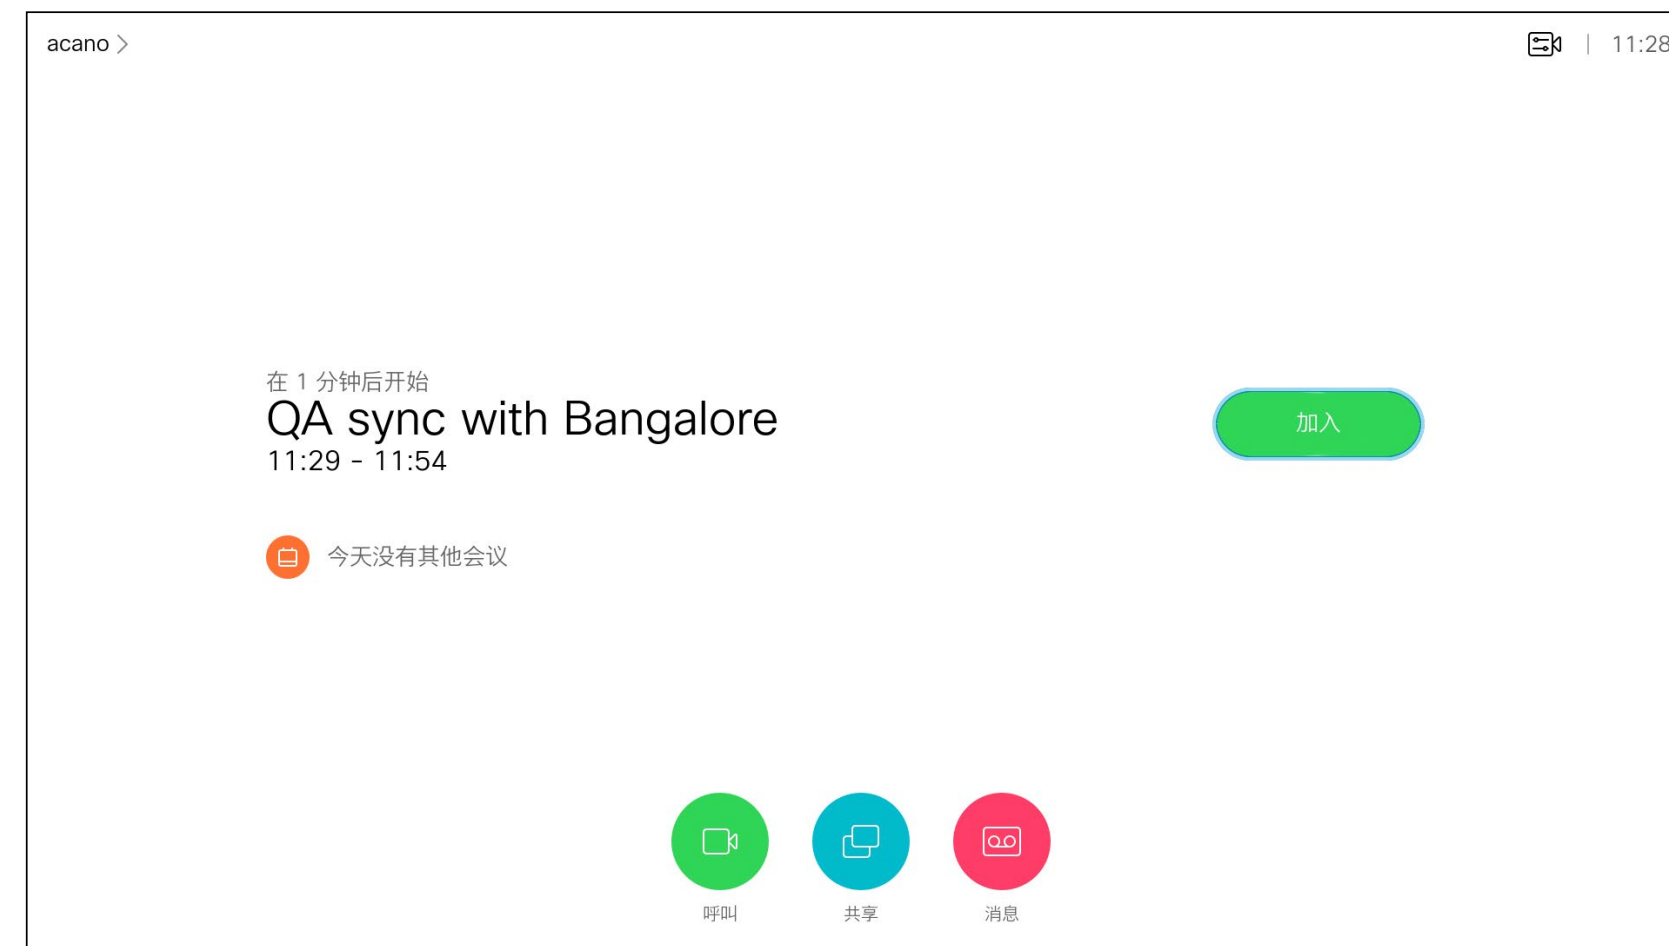 acano
11:28
在 1 分钟后开始
QA sync with Bangalore
11:29 - 11:54
加入
今天没有其他会议
呼叫
共享
消息